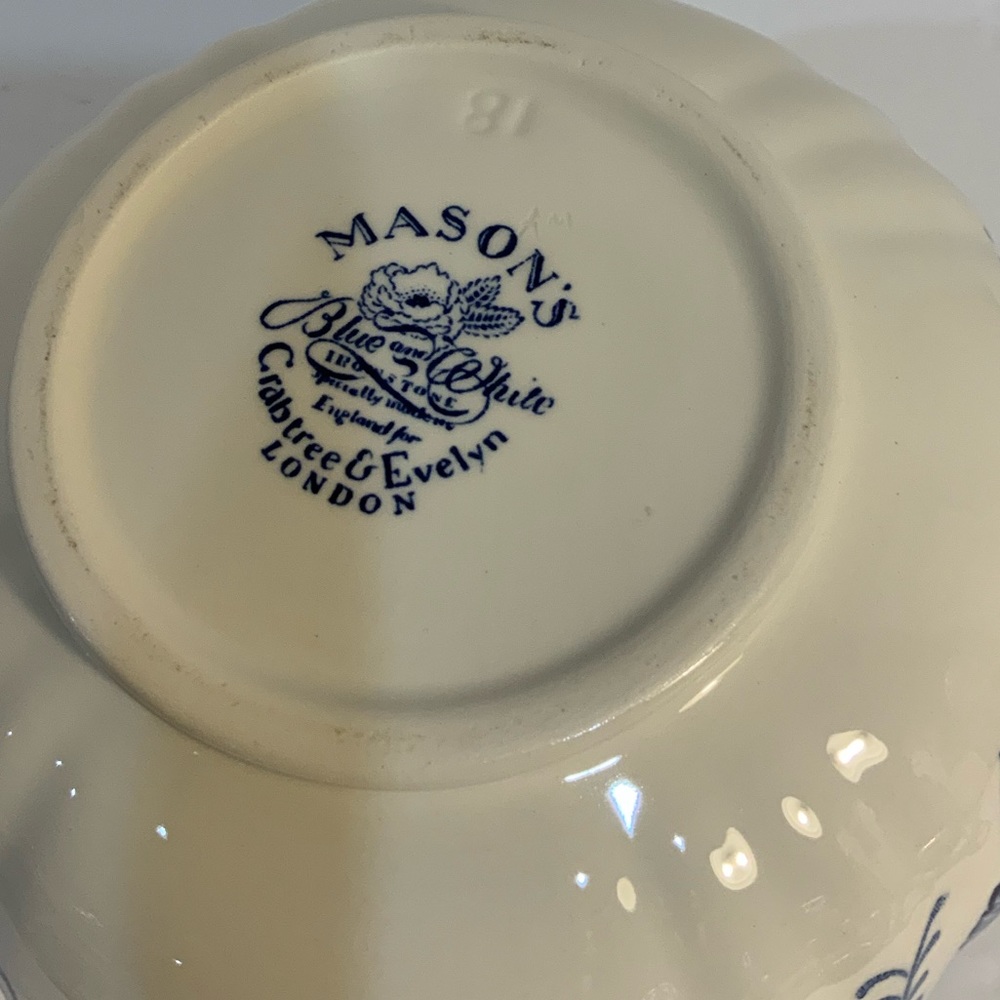 18
MASON'S
Blue and White
IRONSTONE
specially made in
England for
Crabtree & Evelyn
LONDON